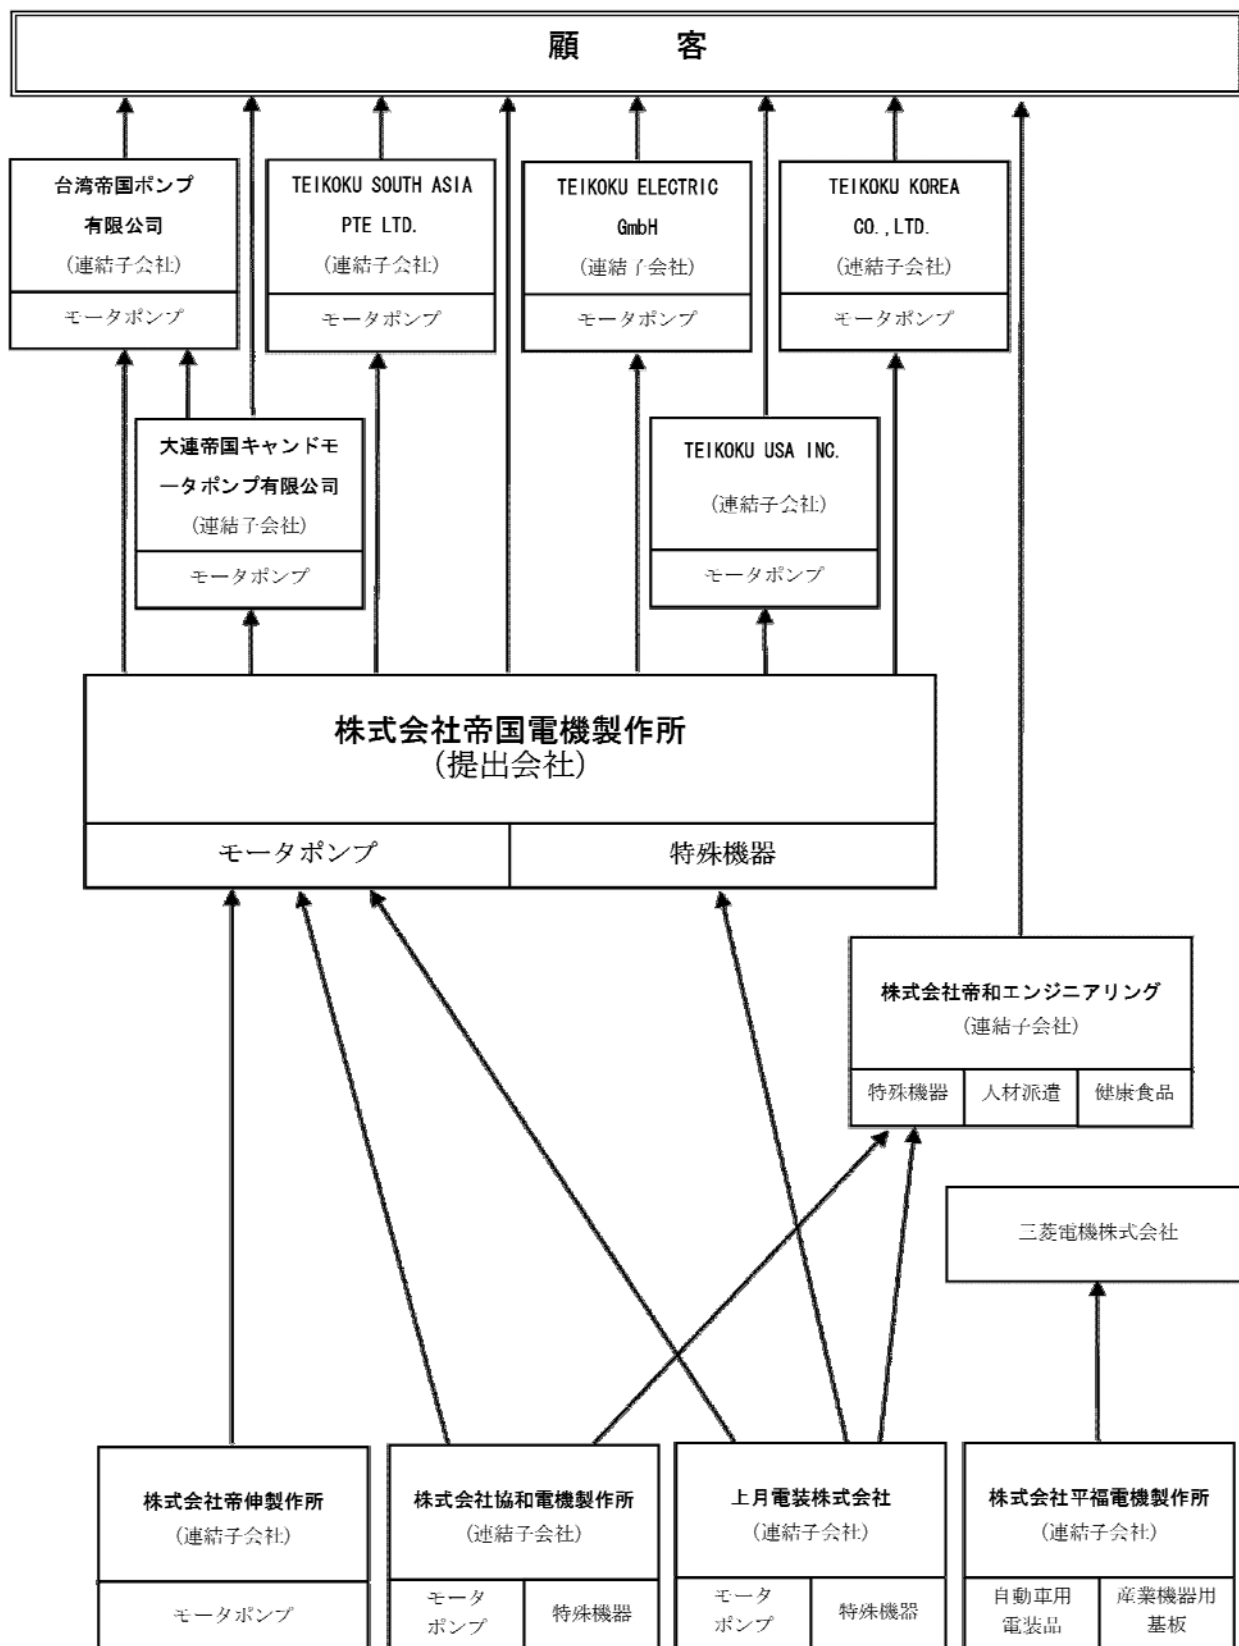 顧 客
台湾帝国ポンプ
有限公司
(連結子会社)
モータポンプ
TEIKOKU SOUTH ASIA
PTE LTD.
(連結子会社)
モータポンプ
TEIKOKU ELECTRIC
GmbH
(連結子会社)
モータポンプ
TEIKOKU KOREA
CO.,LTD.
(連結子会社)
モータポンプ
大連帝国キャンドモ
ータポンプ有限公司
(連結子会社)
モータポンプ
TEIKOKU USA INC.
(連結子会社)
モータポンプ
株式会社帝国電機製作所
(提出会社)
モータポンプ
特殊機器
株式会社帝和エンジニアリング
(連結子会社)
特殊機器
人材派遣
健康食品
三菱電機株式会社
株式会社帝伸製作所
(連結子会社)
モータポンプ
株式会社協和電機製作所
(連結子会社)
モータ
ポンプ
特殊機器
上月電装株式会社
(連結子会社)
モータ
ポンプ
特殊機器
株式会社平福電機製作所
(連結子会社)
自動車用
電装品
産業機器用
基板